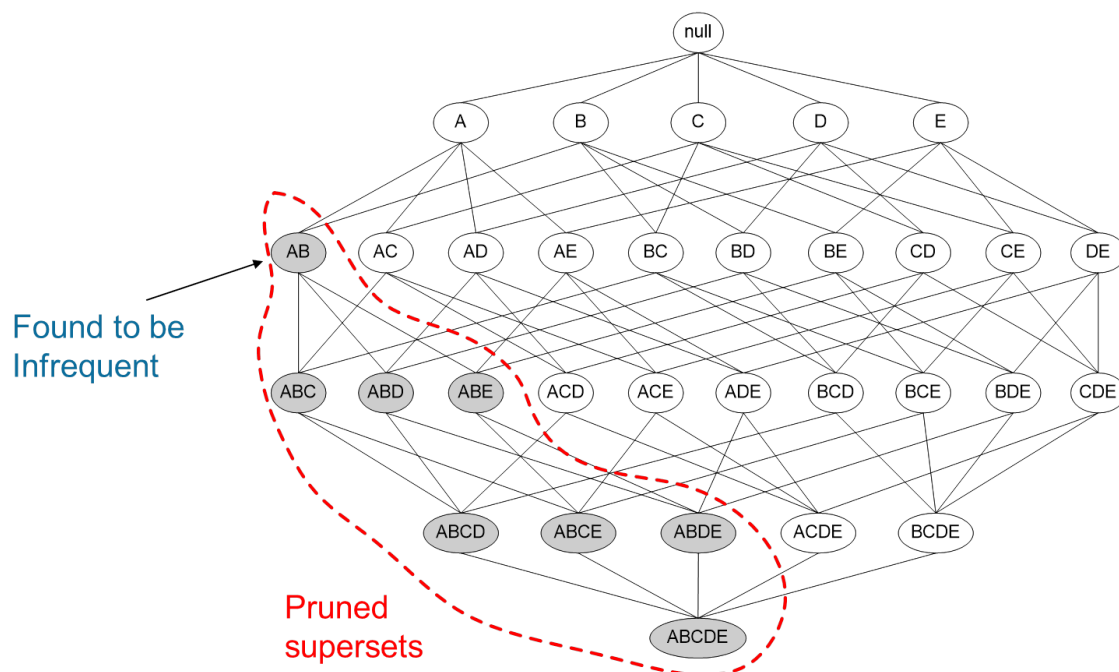 null
A B C D E
AB AC AD AE BC BD BE CD CE DE
Found to be
Infrequent
ABC ABD ABE ACD ACE ADE BCD BCE BDE CDE
ABCD ABCE ABDE ACDE BCDE
Pruned
supersets
ABCDE